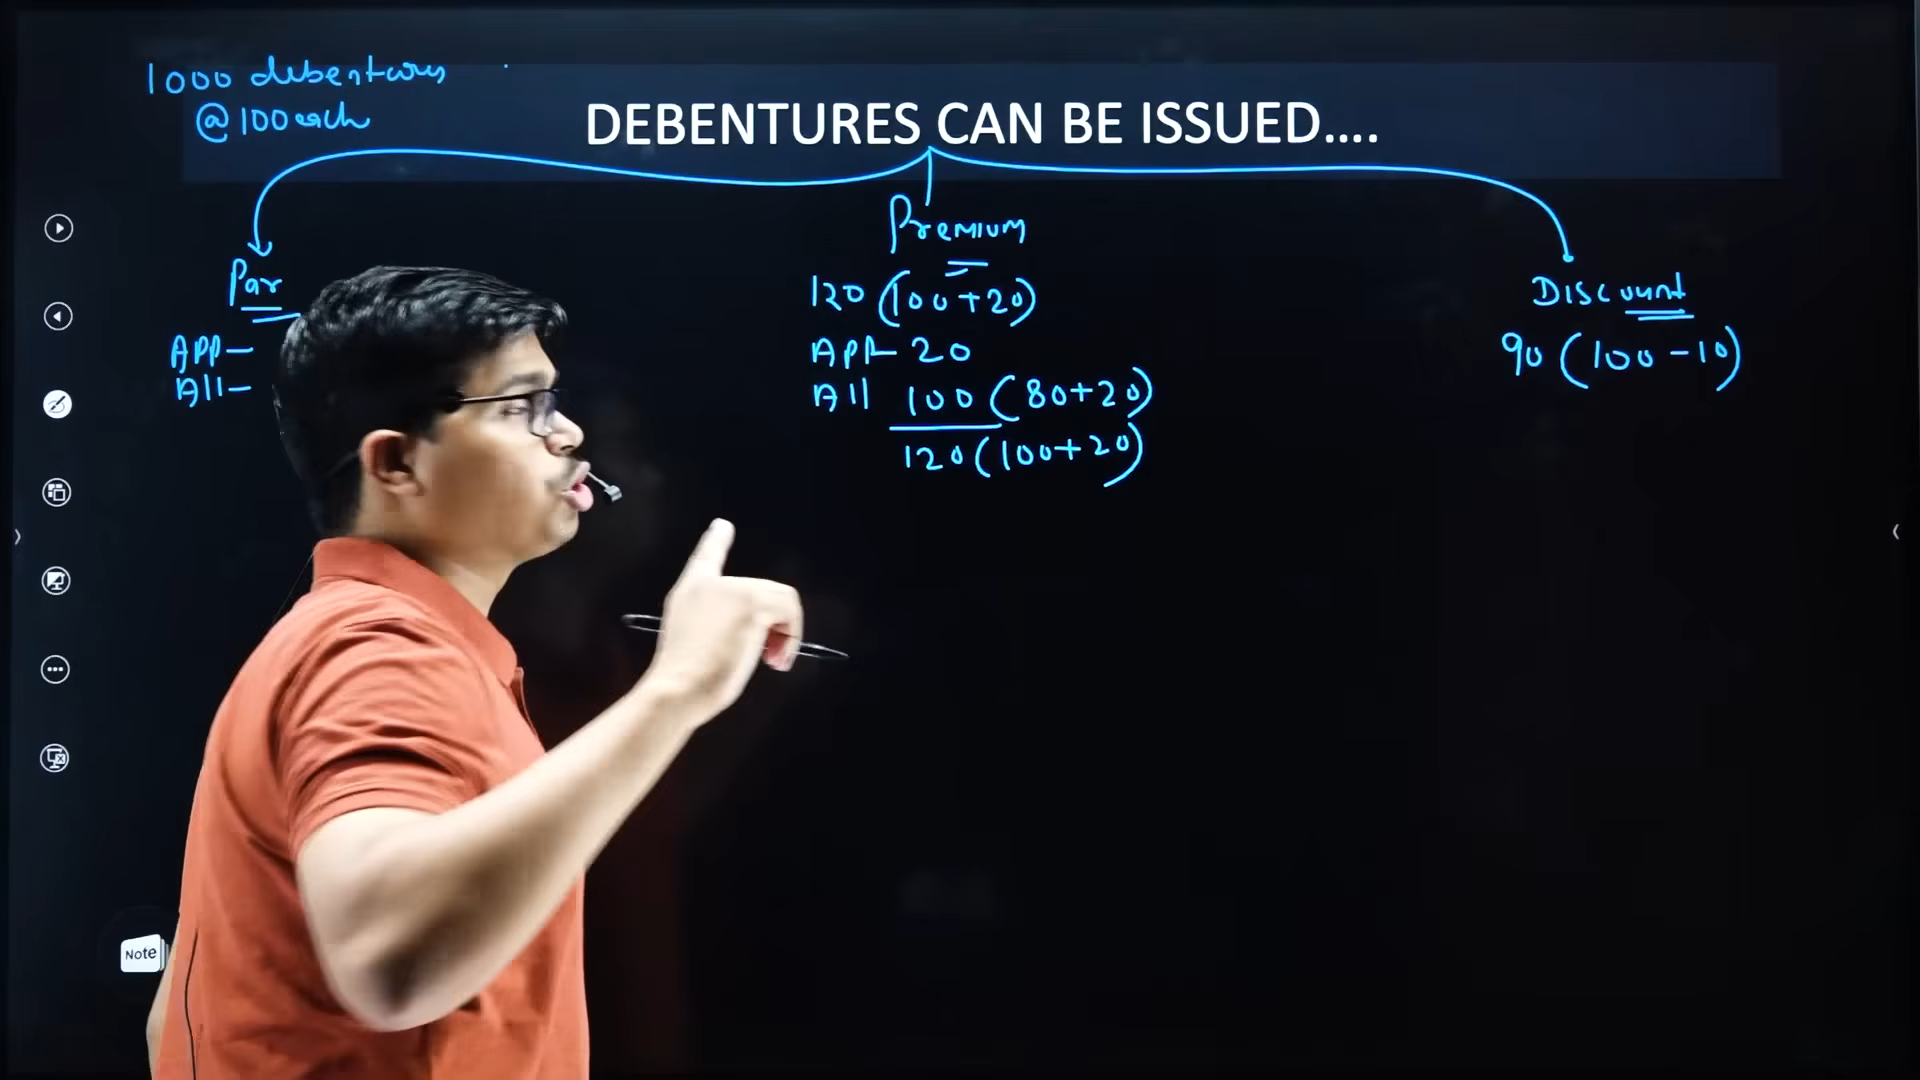 1000 debentures
@ 100 each
DEBENTURES CAN BE ISSUED....
Par
APP-
All-
Premium
120 (100+20)
APP- 20
All 100 (80+20)
120 (100+20)
Discount
90 (100-10)
Note